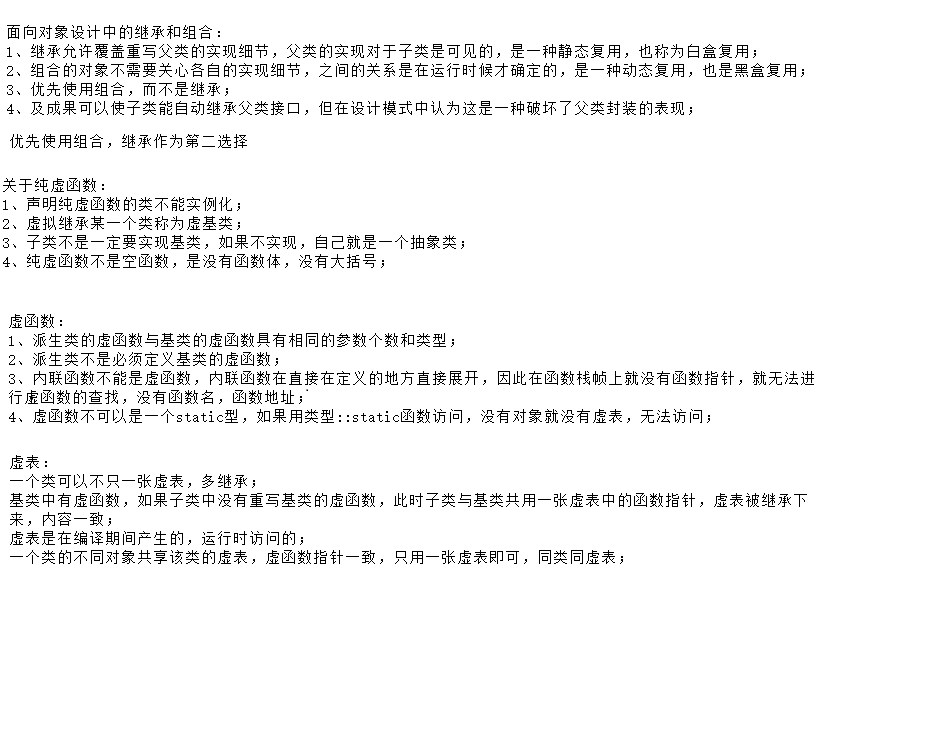 面向对象设计中的继承和组合：
1、继承允许覆盖重写父类的实现细节，父类的实现对于子类是可见的，是一种静态复用，也称为白盒复用；
2、组合的对象不需要关心各自的实现细节，之间的关系是在运行时候才确定的，是一种动态复用，也是黑盒复用；
3、优先使用组合，而不是继承；
4、及成果可以使子类能自动继承父类接口，但在设计模式中认为这是一种破坏了父类封装的表现；
优先使用组合，继承作为第二选择
关于纯虚函数：
1、声明纯虚函数的类不能实例化；
2、虚拟继承某一个类称为虚基类；
3、子类不是一定要实现基类，如果不实现，自己就是一个抽象类；
4、纯虚函数不是空函数，是没有函数体，没有大括号；
虚函数：
1、派生类的虚函数与基类的虚函数具有相同的参数个数和类型；
2、派生类不是必须定义基类的虚函数；
3、内联函数不能是虚函数，内联函数在直接在定义的地方直接展开，因此在函数栈帧上就没有函数指针，就无法进
行虚函数的查找，没有函数名，函数地址；
4、虚函数不可以是一个static型，如果用类型::static函数访问，没有对象就没有虚表，无法访问；
虚表：
一个类可以不只一张虚表，多继承；
基类中有虚函数，如果子类中没有重写基类的虚函数，此时子类与基类共用一张虚表中的函数指针，虚表被继承下
来，内容一致；
虚表是在编译期间产生的，运行时访问的；
一个类的不同对象共享该类的虚表，虚函数指针一致，只用一张虚表即可，同类同虚表；